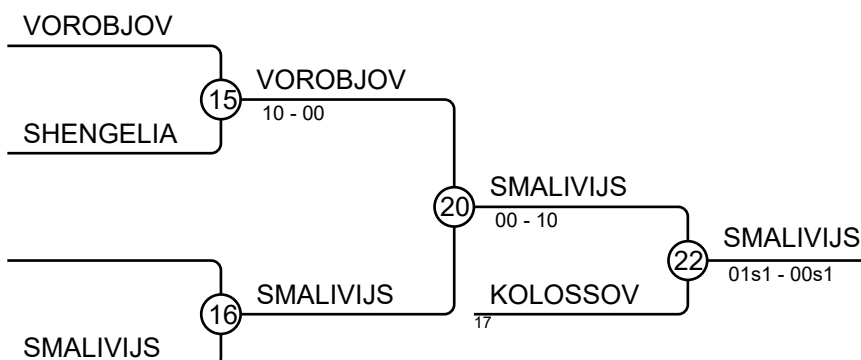 VOROBJOV
15
VOROBJOV
10 - 00
SHENGELIA
20
SMALIVIJS
00 - 10
22
SMALIVIJS
01s1 - 00s1
16
SMALIVIJS
KOLOSSOV
17
SMALIVIJS